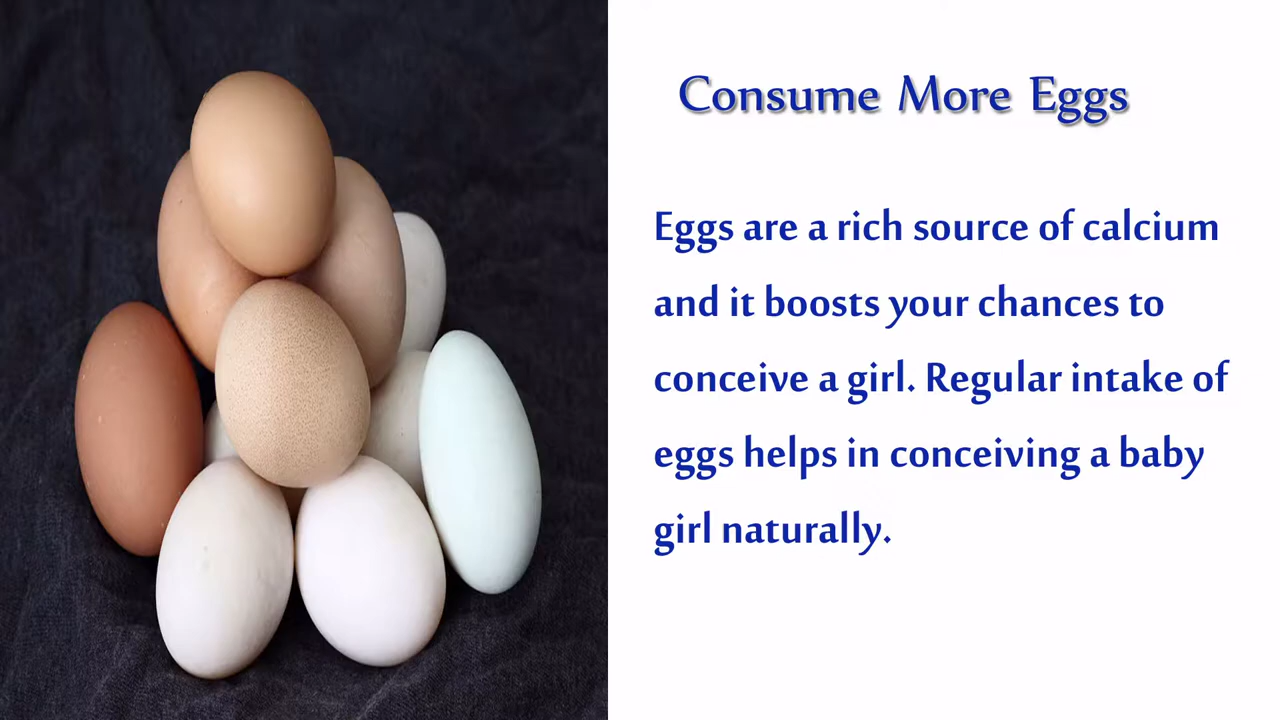 Consume More Eggs
Eggs are a rich source of calcium
and it boosts your chances to
conceive a girl. Regular intake of
eggs helps in conceiving a baby
girl naturally.